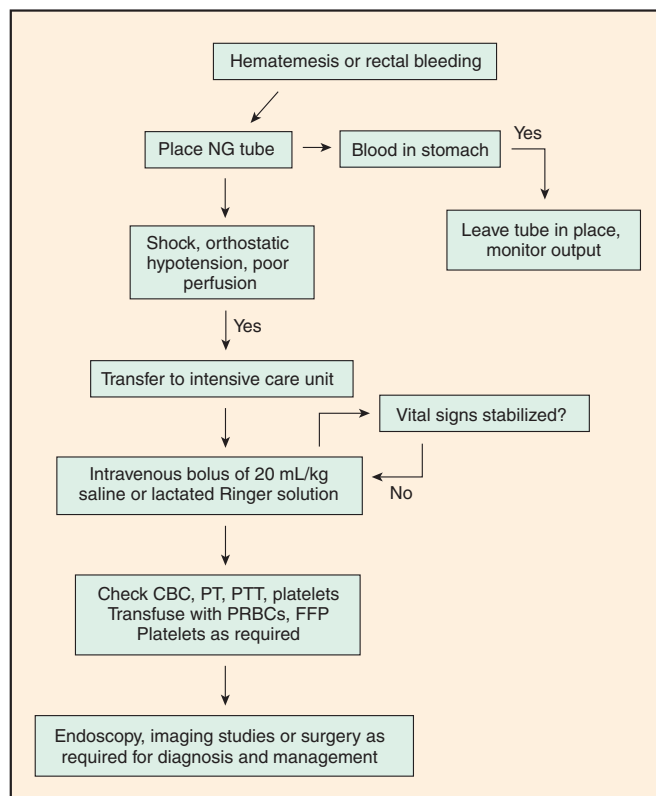 Hematemesis or rectal bleeding
Place NG tube
Blood in stomach
Yes
Leave tube in place,
monitor output
Shock, orthostatic
hypotension, poor
perfusion
Yes
Transfer to intensive care unit
Vital signs stabilized?
Intravenous bolus of 20 mL/kg
saline or lactated Ringer solution
No
Check CBC, PT, PTT, platelets
Transfuse with PRBCs, FFP
Platelets as required
Endoscopy, imaging studies or surgery as
required for diagnosis and management